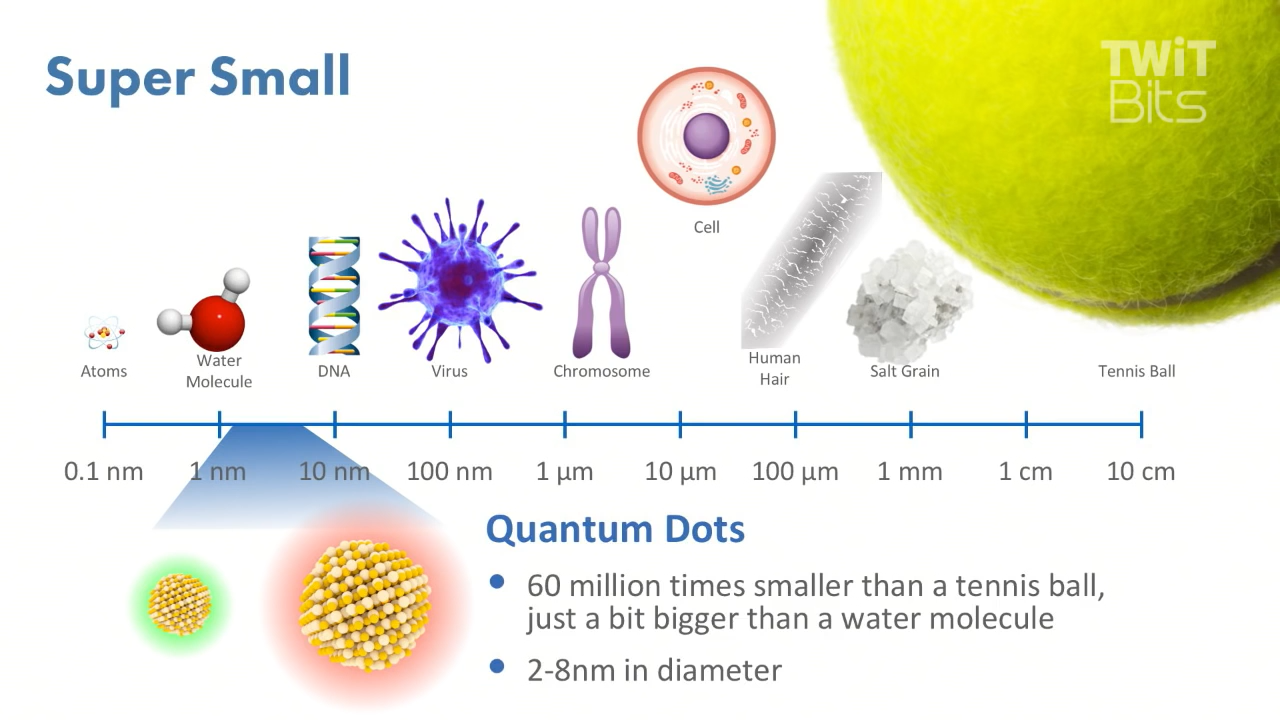 Super Small
TWiT
Bits
Cell
Atoms
Water
Molecule
DNA
Virus
Chromosome
Human
Hair
Salt Grain
Tennis Ball
0.1 nm
1 nm
10 nm
100 nm
1 µm
10 µm
100 µm
1 mm
1 cm
10 cm
Quantum Dots
• 60 million times smaller than a tennis ball,
just a bit bigger than a water molecule
• 2-8nm in diameter